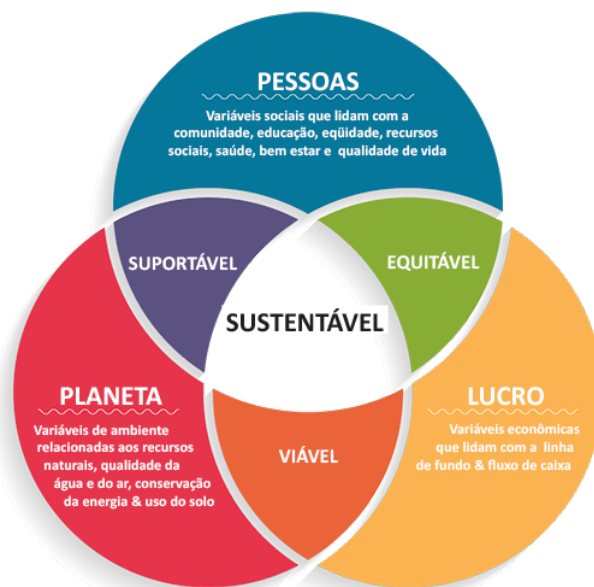 PESSOAS
Variáveis sociais que lidam com a
comunidade, educação, eqüidade, recursos
sociais, saúde, bem estar e qualidade de vida
SUPORTÁVEL
EQUITÁVEL
SUSTENTÁVEL
PLANETA
Variáveis de ambiente
relacionadas aos recursos
naturais, qualidade da
água e do ar, conservação
da energia & uso do solo
LUCRO
Variáveis econômicas
que lidam com a linha
de fundo & fluxo de caixa
VIÁVEL